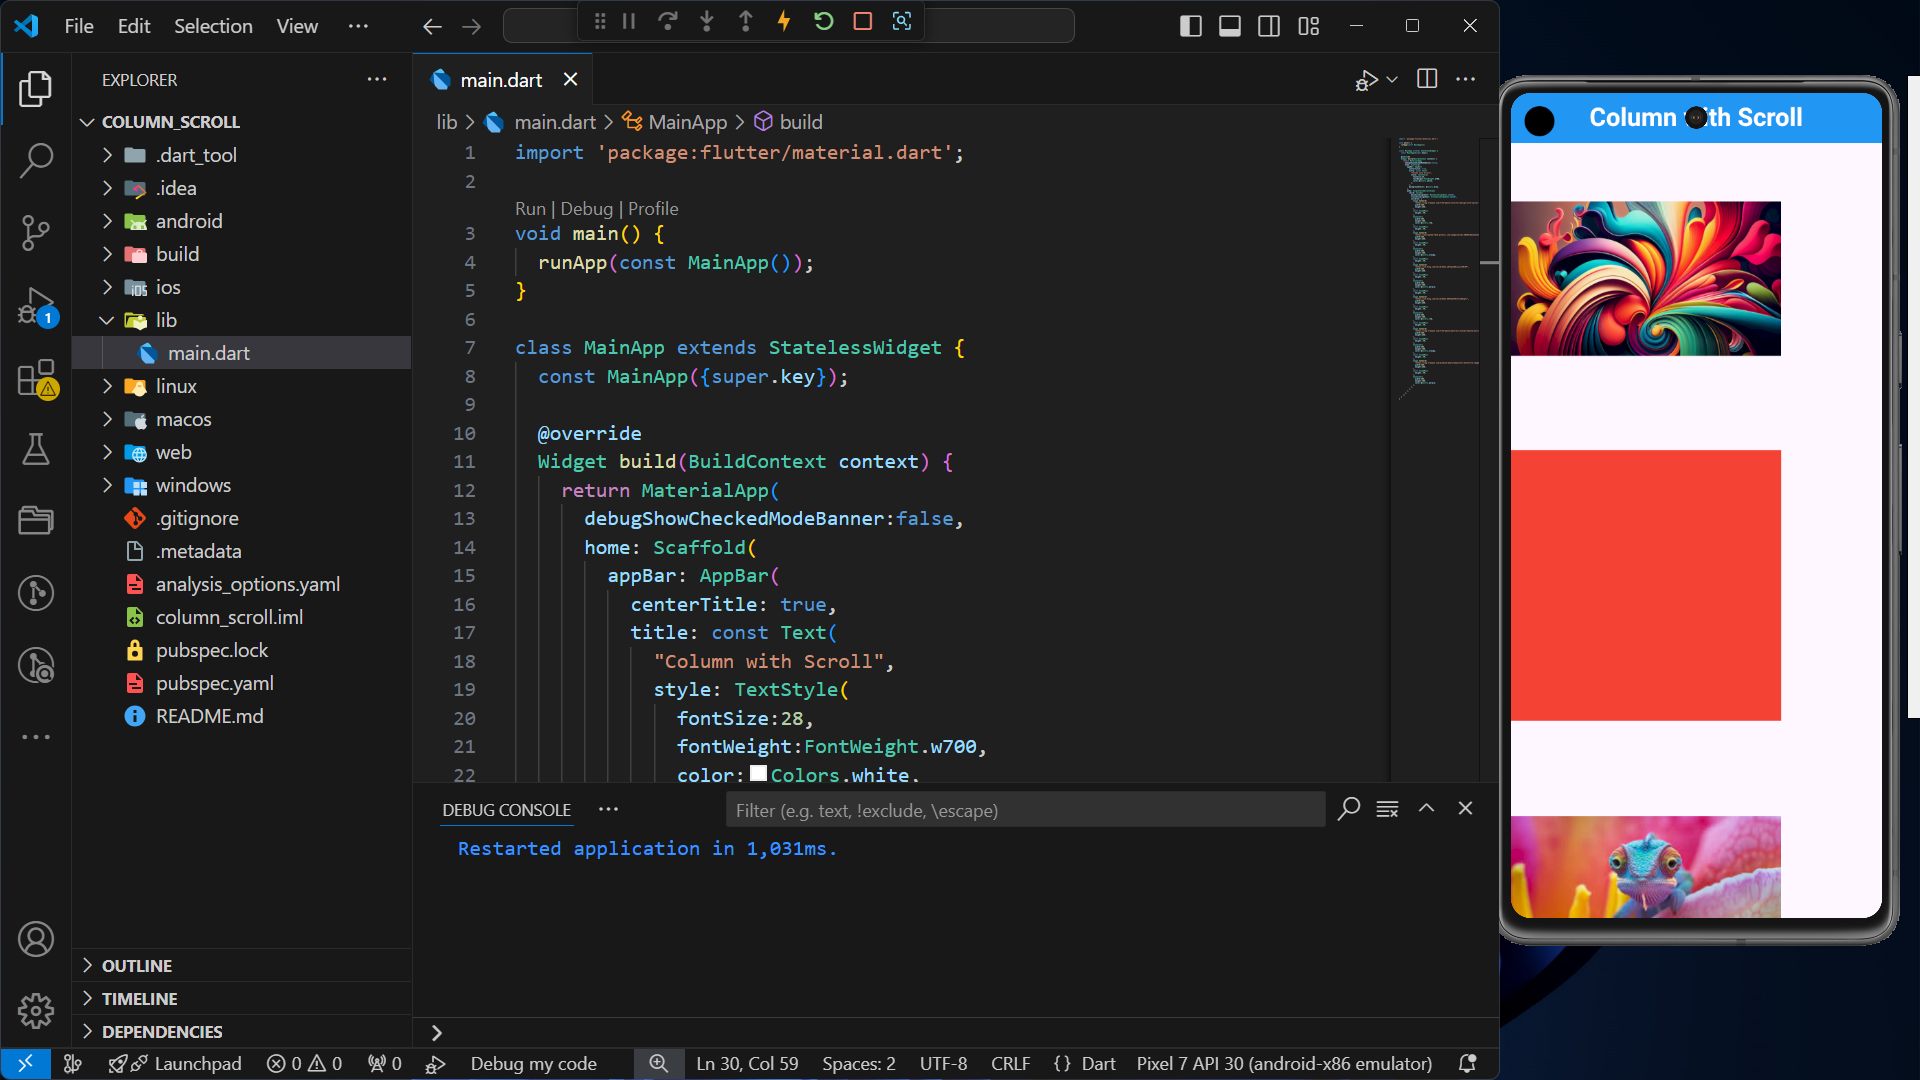 File Edit Selection View
EXPLORER
COLUMN_SCROLL
.dart_tool
.idea
android
build
ios
lib
main.dart
linux
macos
web
windows
.gitignore
.metadata
analysis_options.yaml
column_scroll.iml
pubspec.lock
pubspec.yaml
README.md
OUTLINE
TIMELINE
DEPENDENCIES
1
main.dart
lib > main.dart > MainApp > build
1 import 'package:flutter/material.dart';
2
Run | Debug | Profile
3 void main() {
4 runApp(const MainApp());
5 }
6
7 class MainApp extends StatelessWidget {
8 const MainApp({super.key});
9
10 @override
11 Widget build(BuildContext context) {
12 return MaterialApp(
13 debugShowCheckedModeBanner:false,
14 home: Scaffold(
15 appBar: AppBar(
16 centerTitle: true,
17 title: const Text(
18 "Column with Scroll",
19 style: TextStyle(
20 fontSize:28,
21 fontWeight:FontWeight.w700,
22 color: Colors.white,
DEBUG CONSOLE
Filter (e.g. text, !exclude, \escape)
Restarted application in 1,031ms.
Launchpad 0 0 0 Debug my code Ln 30, Col 59 Spaces: 2 UTF-8 CRLF {} Dart Pixel 7 API 30 (android-x86 emulator)
Column with Scroll